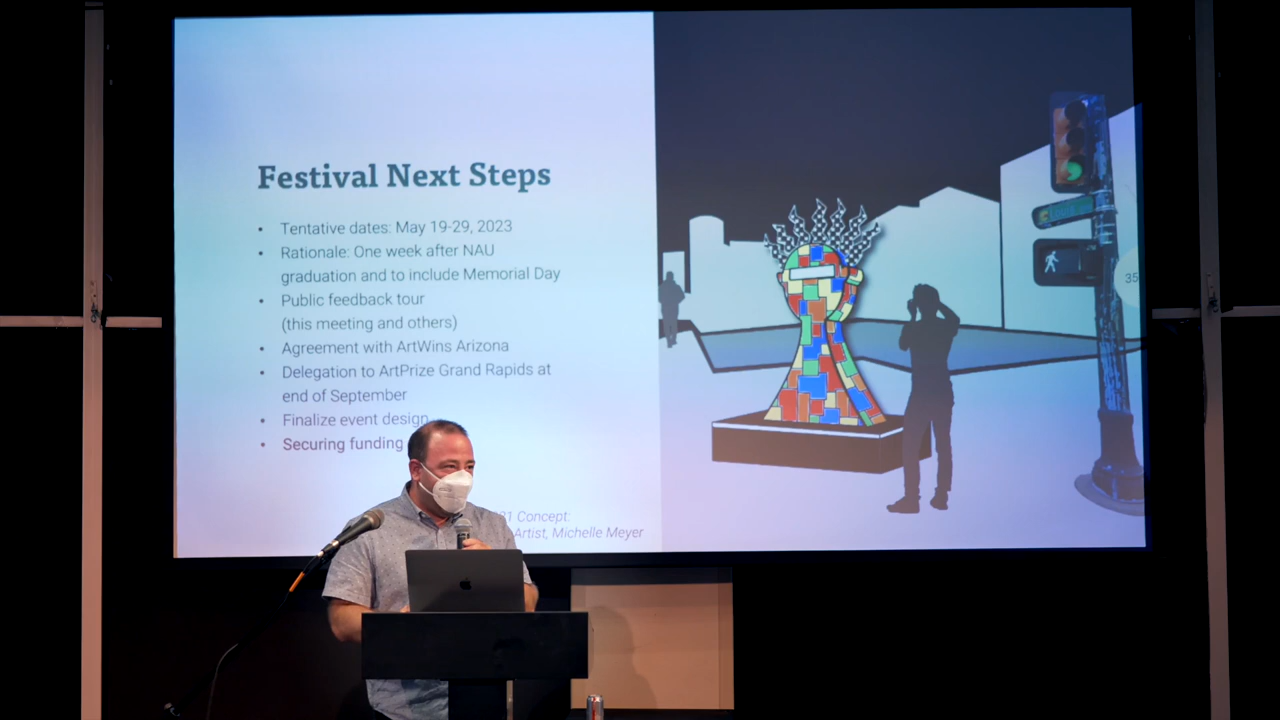 Festival Next Steps
• Tentative dates: May 19-29, 2023
• Rationale: One week after NAU
graduation and to include Memorial Day
• Public feedback tour
(this meeting and others)
• Agreement with ArtWins Arizona
• Delegation to ArtPrize Grand Rapids at
end of September
• Finalize event design
• Securing funding
Concept:
Artist, Michelle Meyer
35